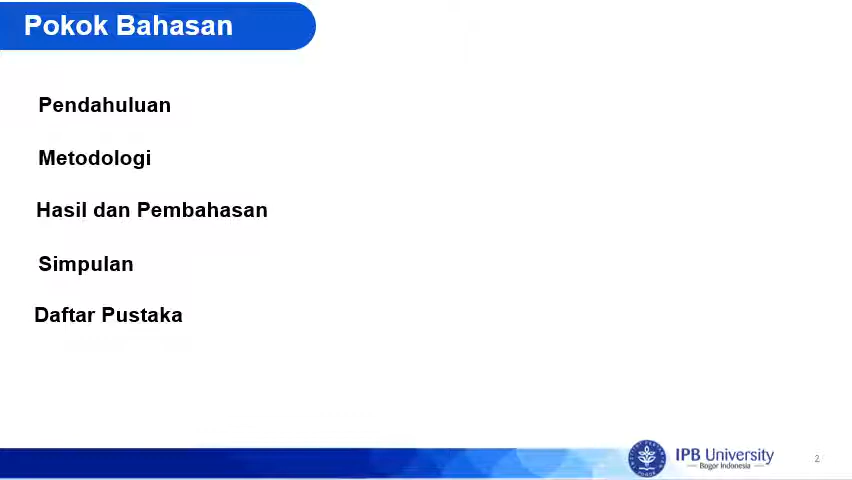 Pokok Bahasan
Pendahuluan
Metodologi
Hasil dan Pembahasan
Simpulan
Daftar Pustaka
IPB University
Bogor Indonesia
2